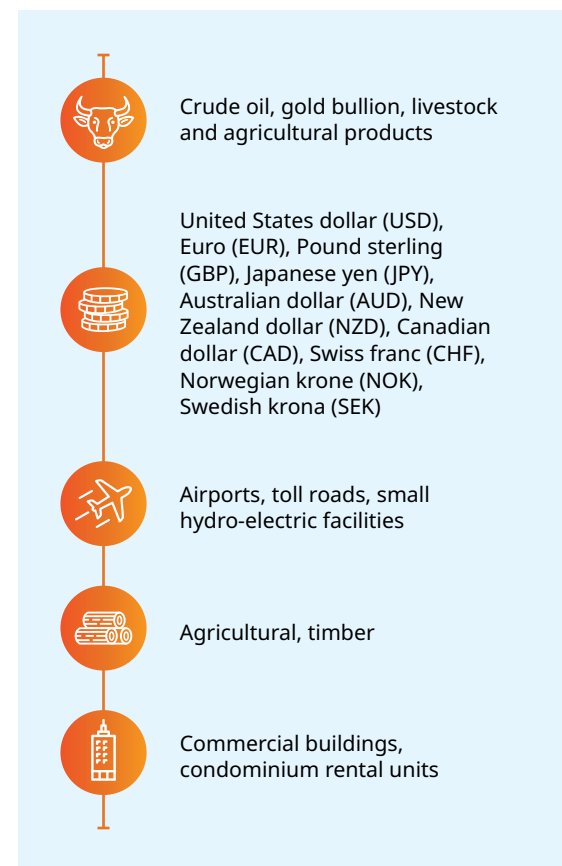 Crude oil, gold bullion, livestock
and agricultural products
United States dollar (USD),
Euro (EUR), Pound sterling
(GBP), Japanese yen (JPY),
Australian dollar (AUD), New
Zealand dollar (NZD), Canadian
dollar (CAD), Swiss franc (CHF),
Norwegian krone (NOK),
Swedish krona (SEK)
Airports, toll roads, small
hydro-electric facilities
Agricultural, timber
Commercial buildings,
condominium rental units